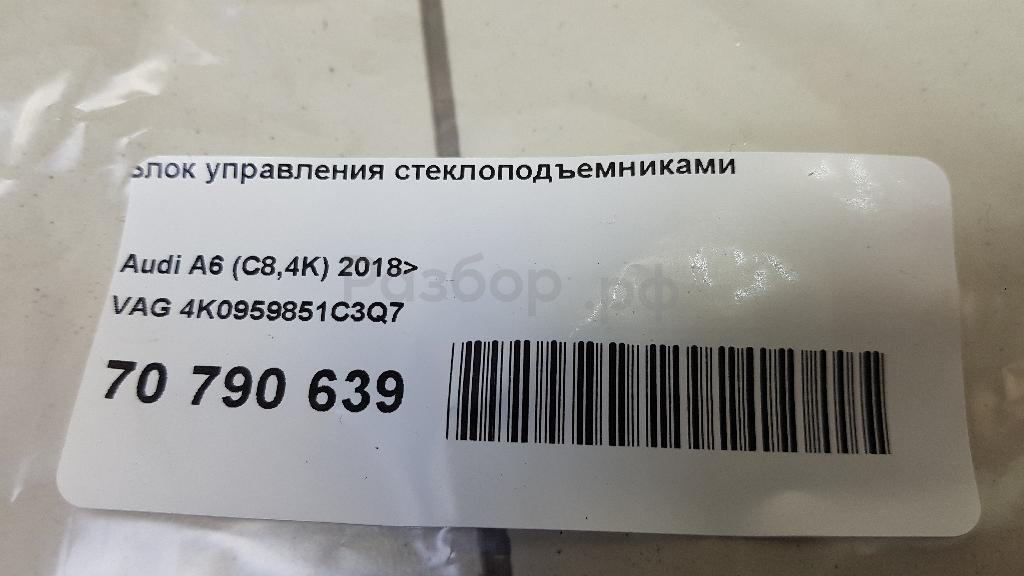 Блок управления стеклоподъемниками
Audi A6 (C8,4K) 2018>
VAG 4K0959851C3Q7
70 790 639
Разбор.рф